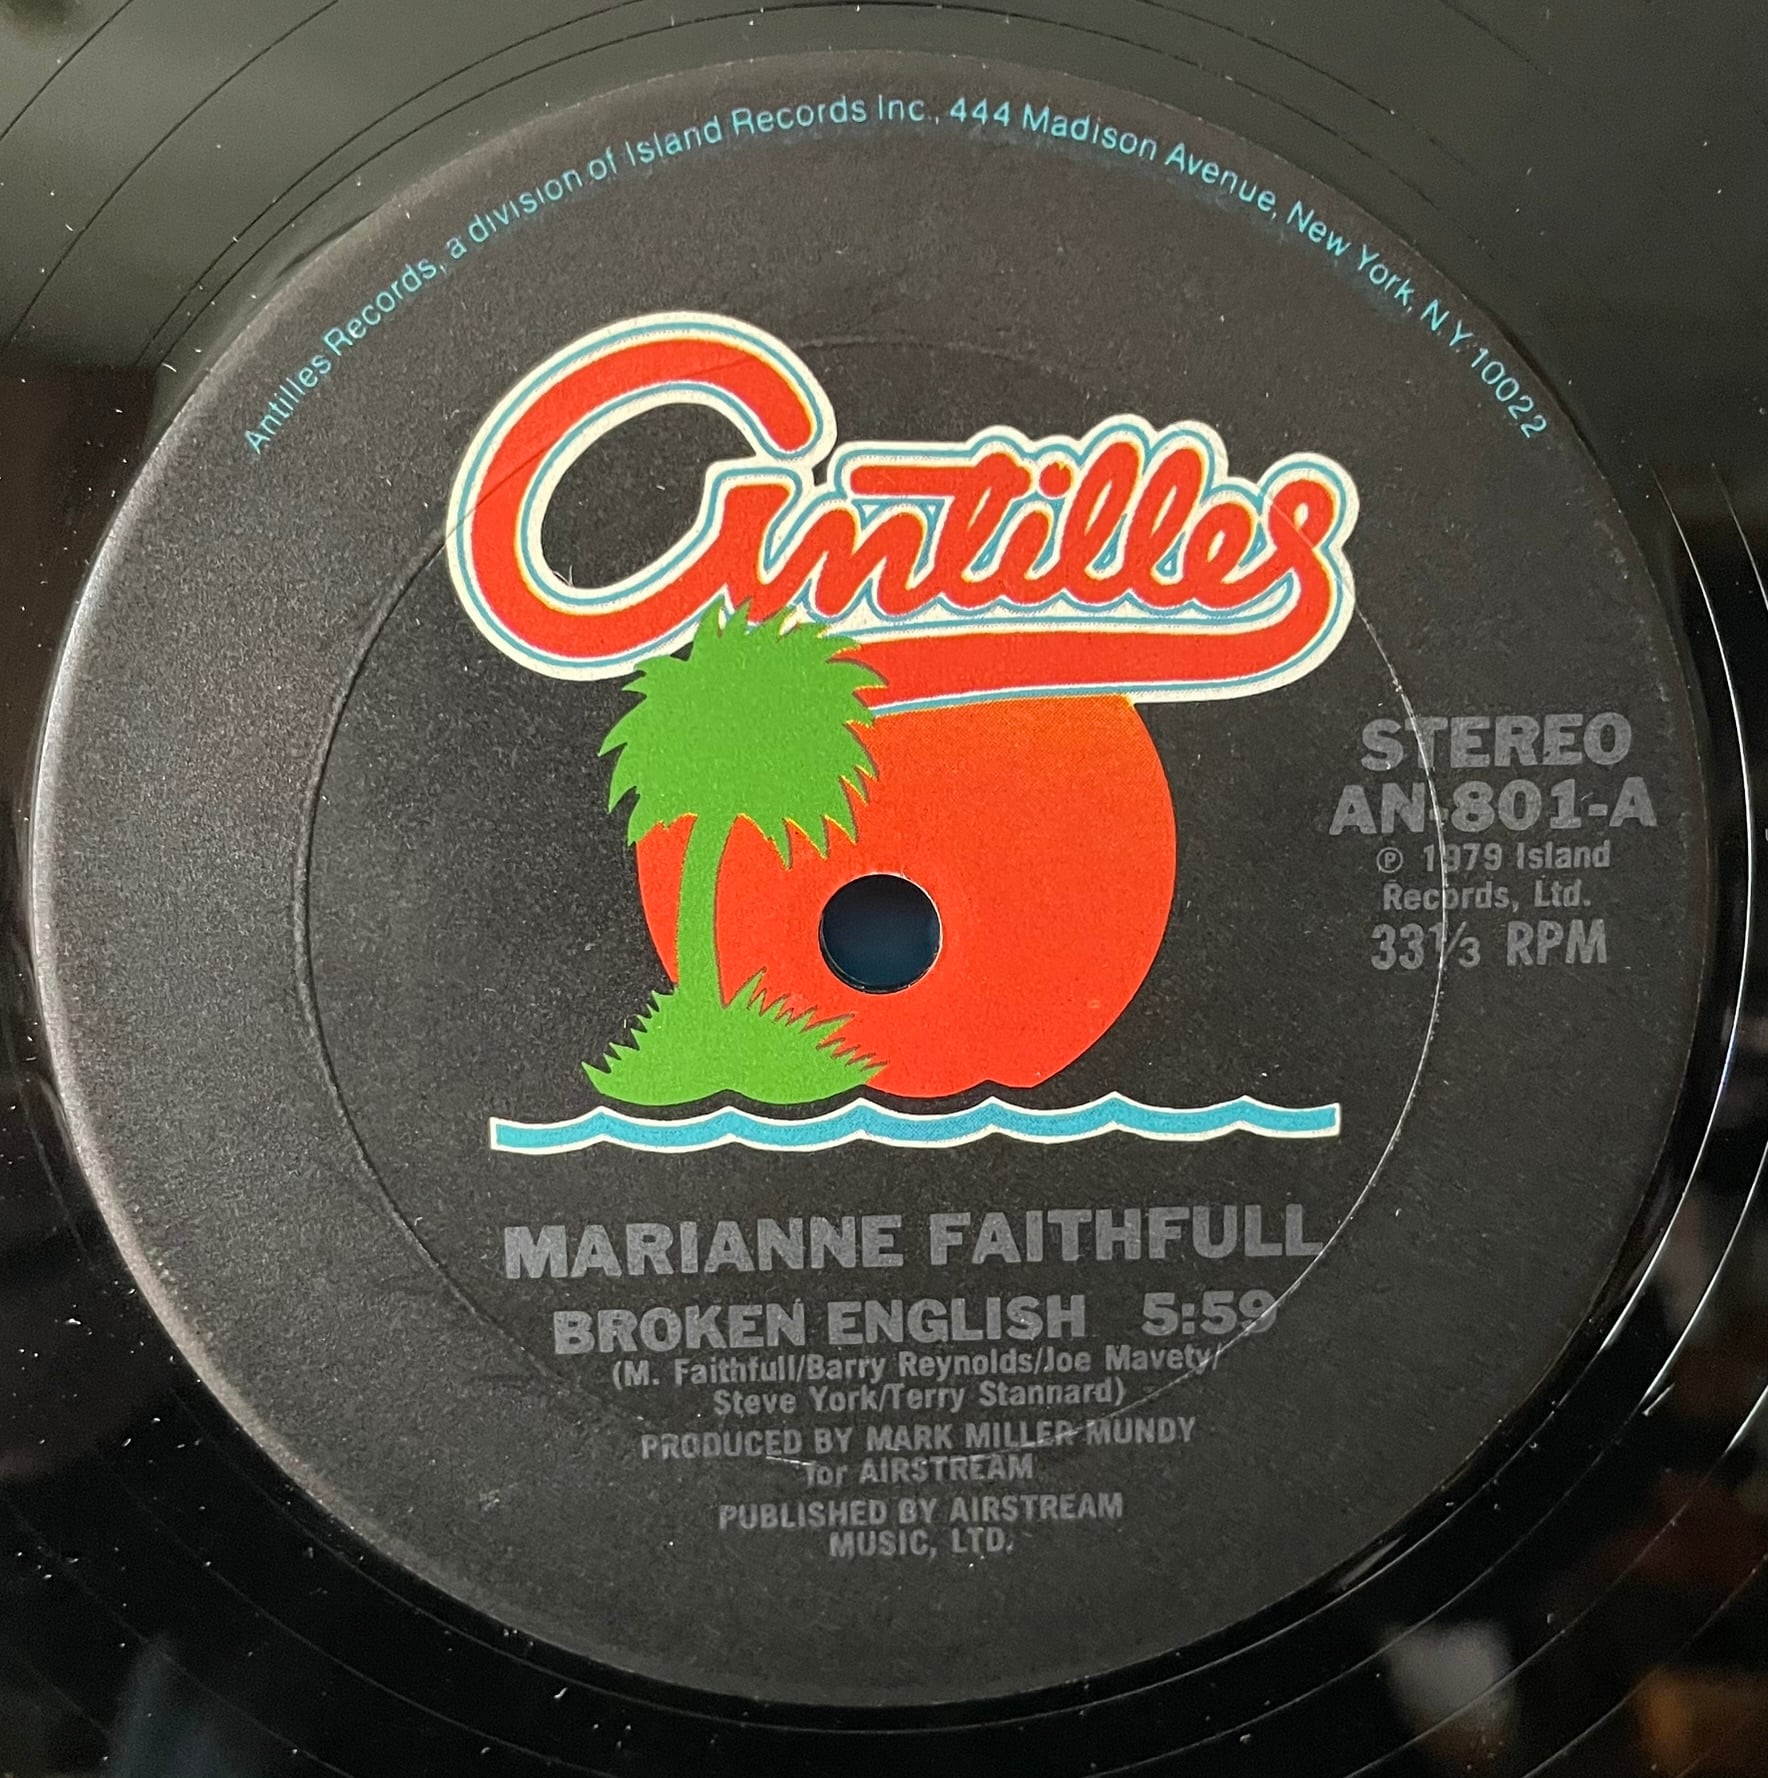 Antilles Records, a division of Island Records Inc., 444 Madison Avenue, New York, N.Y. 10022
Antilles
STEREO
AN-801-A
℗ 1979 Island
Records, Ltd.
33⅓ RPM
MARIANNE FAITHFULL
BROKEN ENGLISH 5:59
(M. Faithfull/Barry Reynolds/Joe Mavety/
Steve York/Terry Stannard)
PRODUCED BY MARK MILLER MUNDY
for AIRSTREAM
PUBLISHED BY AIRSTREAM
MUSIC, LTD.